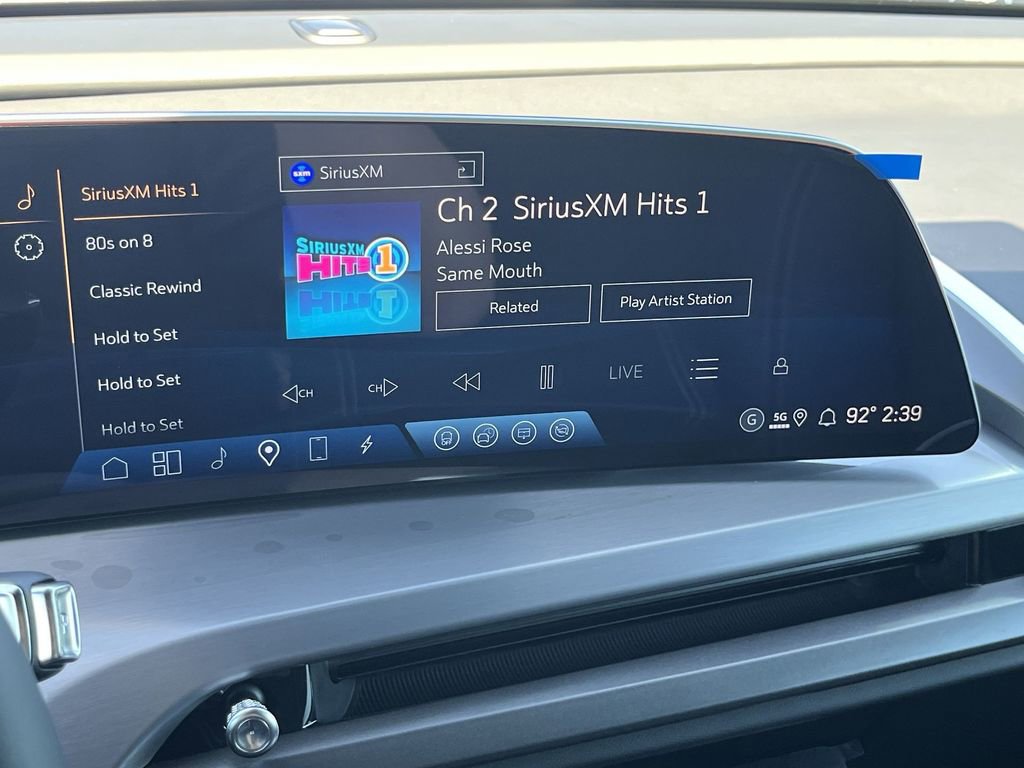 SiriusXM Hits 1
80s on 8
Classic Rewind
Hold to Set
Hold to Set
Hold to Set
sxm SiriusXM
SIRIUSXM
HITS 1
Ch 2 SiriusXM Hits 1
Alessi Rose
Same Mouth
Related
Play Artist Station
CH
CH
LIVE
OFF
G 5G 92° 2:39